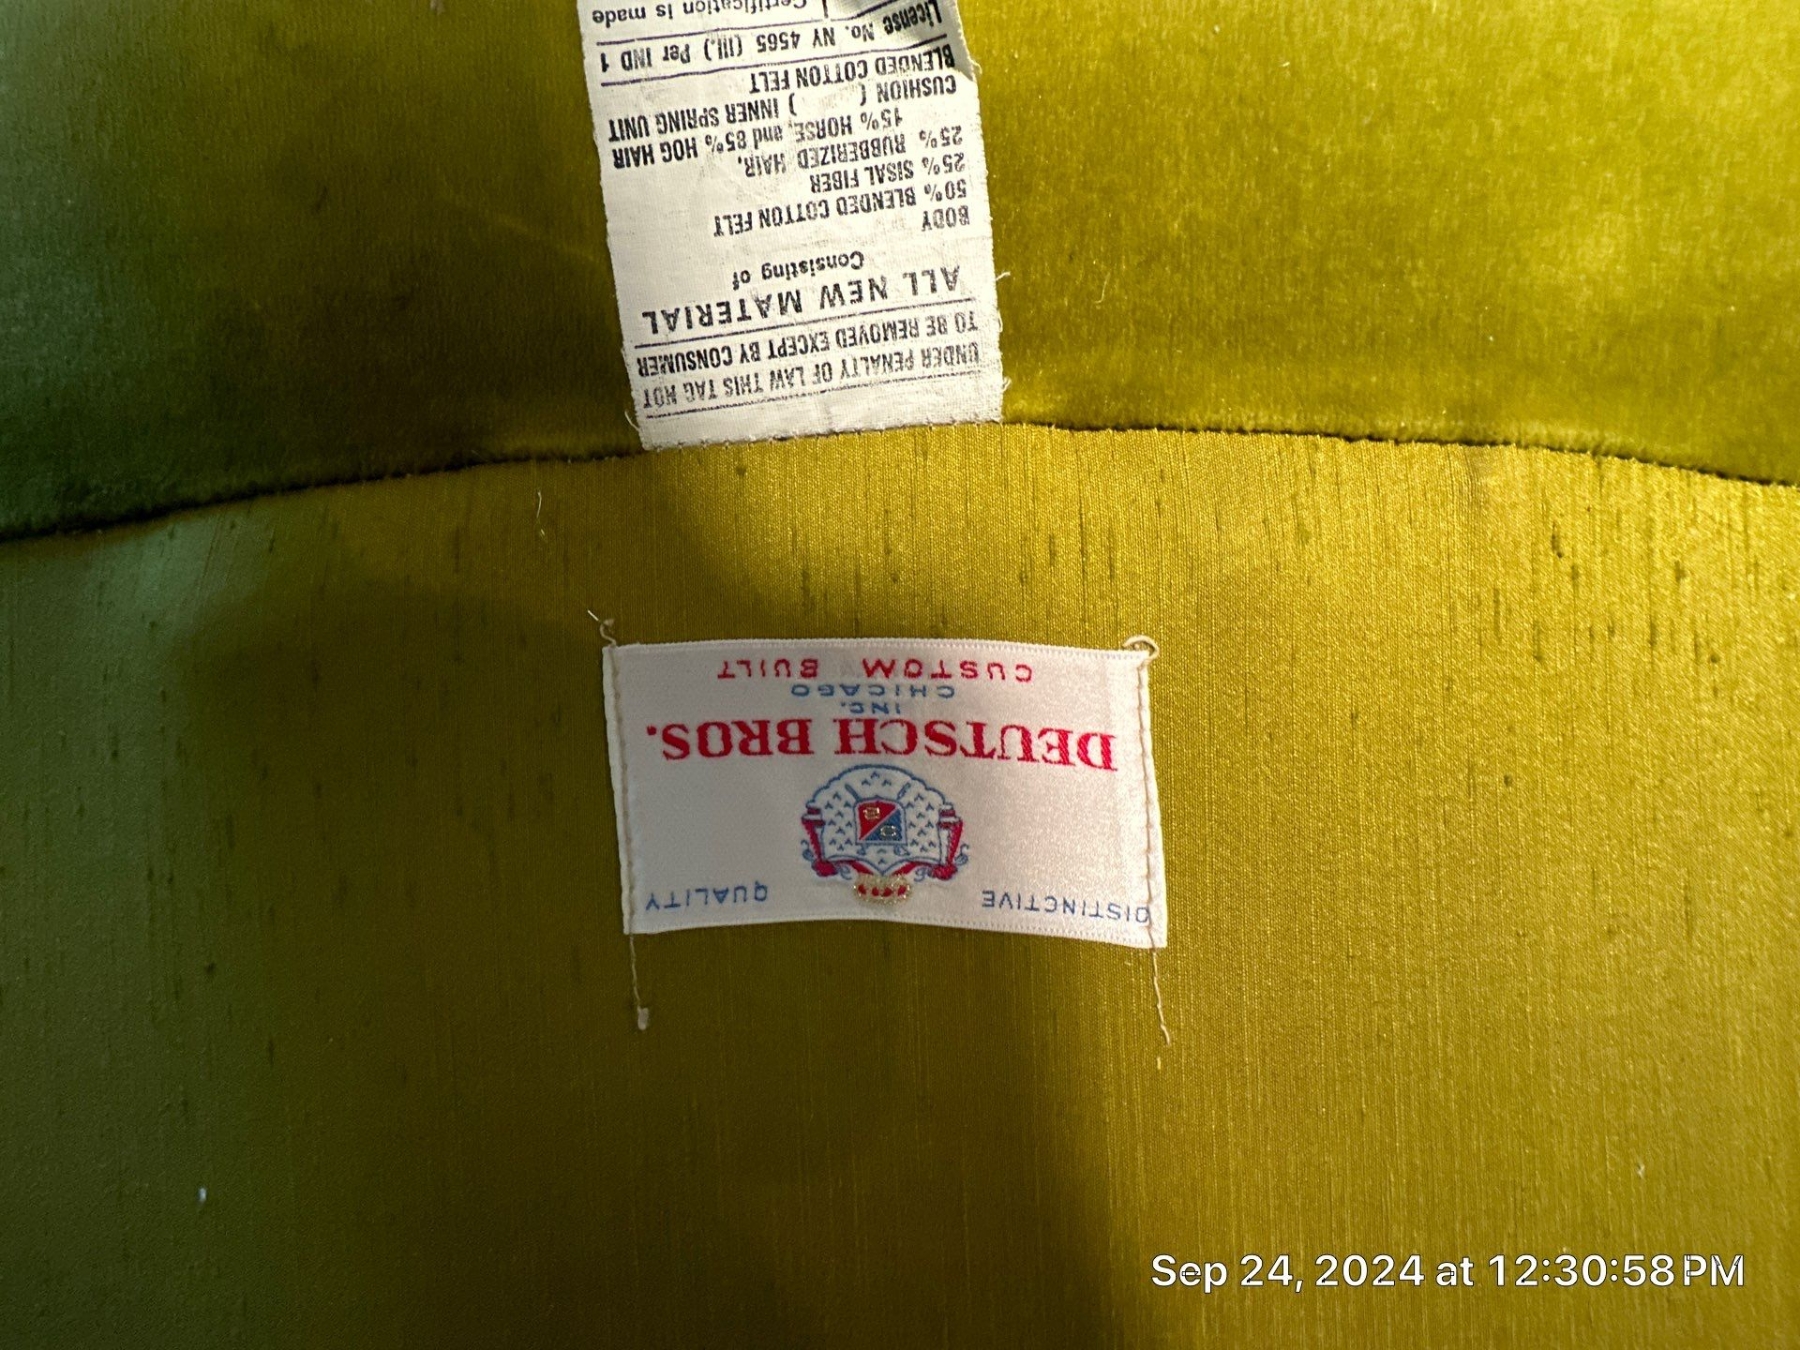 UNDER PENALTY OF LAW THIS TAG NOT
TO BE REMOVED EXCEPT BY CONSUMER
ALL NEW MATERIAL
Consisting of
BODY
50% BLENDED COTTON FELT
25% SISAL FIBER
25% RUBBERIZED HAIR,
15% HORSE, and 85% HOG HAIR
CUSHION ( ) INNER SPRING UNIT
BLENDED COTTON FELT
License No. NY 4565 (Ill.) Per IND 1
Certification is made
DISTINCTIVE QUALITY
DEUTSCH BROS.
INC.
CHICAGO
CUSTOM BUILT
Sep 24, 2024 at 12:30:58 PM